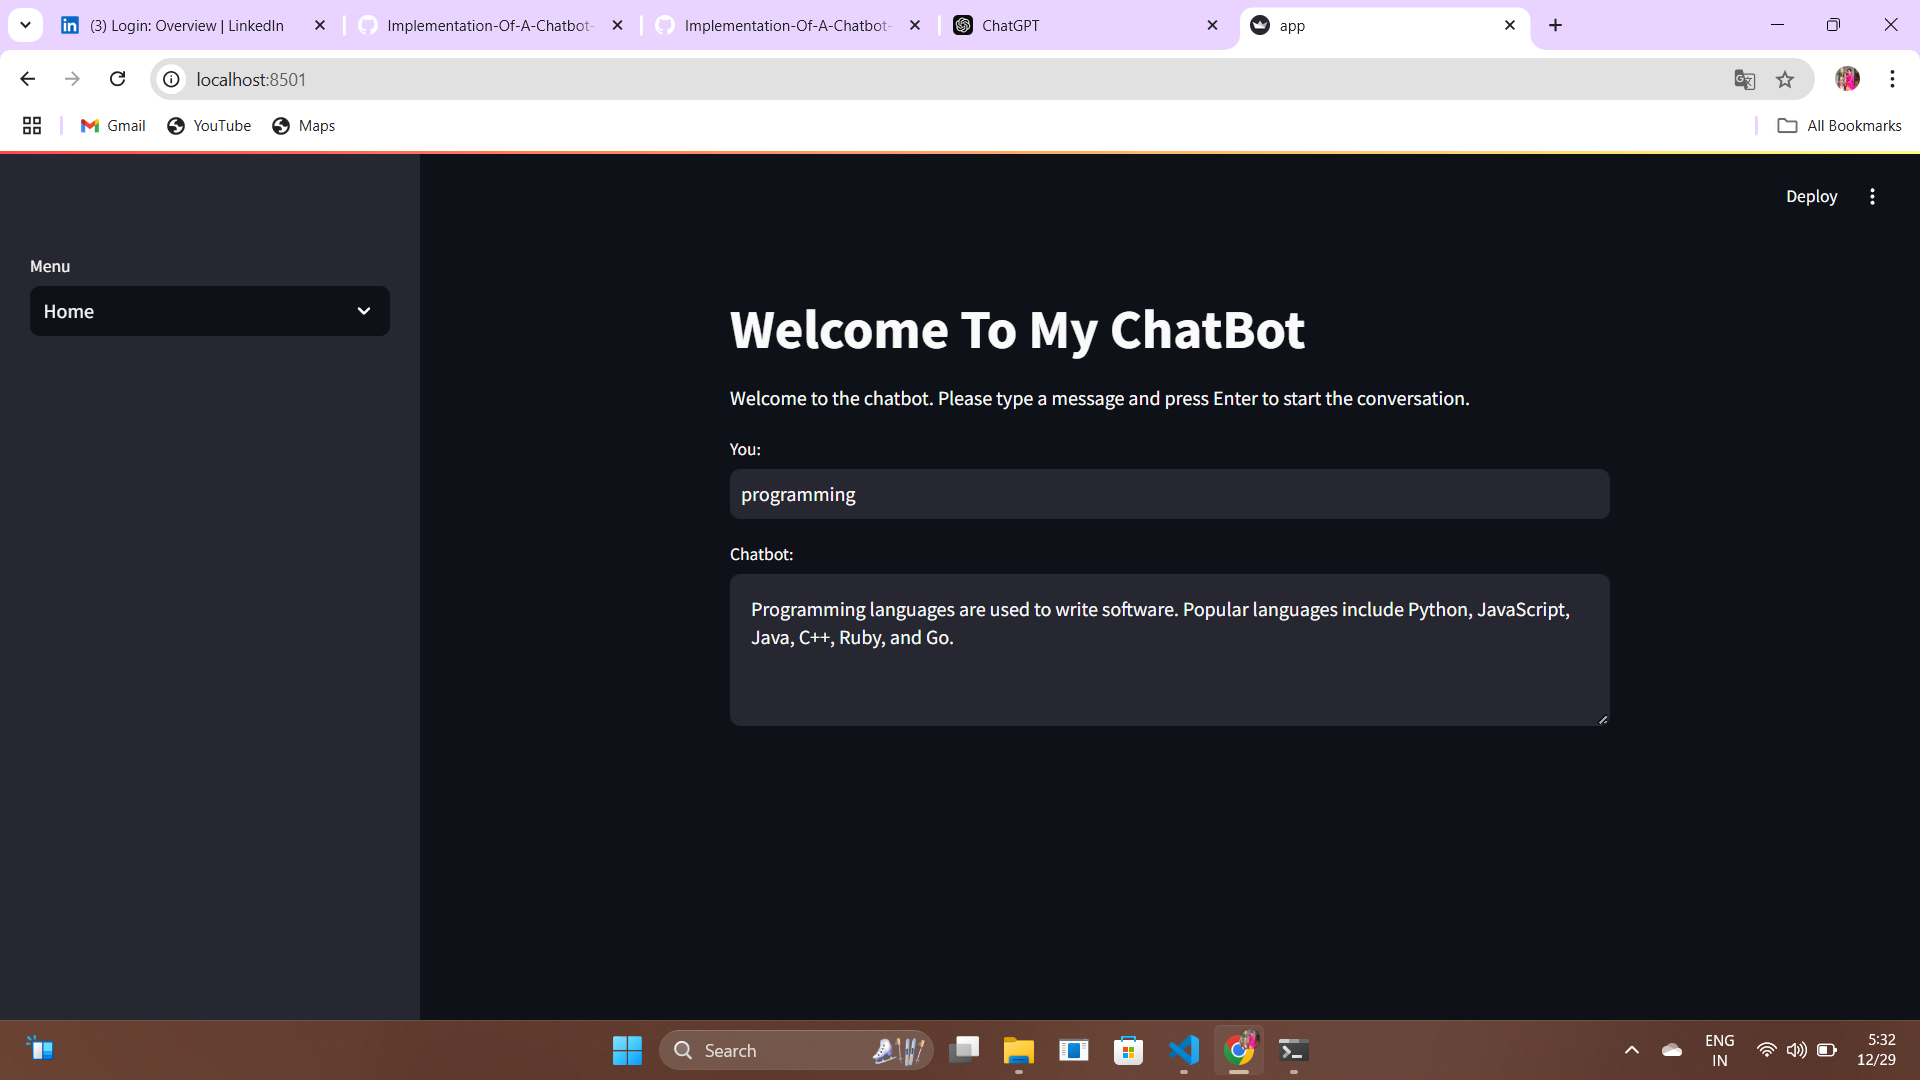 (3) Login: Overview | LinkedIn
Implementation-Of-A-Chatbot-
Implementation-Of-A-Chatbot-
ChatGPT
app
localhost:8501
Gmail
YouTube
Maps
All Bookmarks
Deploy
Menu
Home
Welcome To My ChatBot
Welcome to the chatbot. Please type a message and press Enter to start the conversation.
You:
programming
Chatbot:
Programming languages are used to write software. Popular languages include Python, JavaScript,
Java, C++, Ruby, and Go.
Search
ENG
IN
5:32
12/29